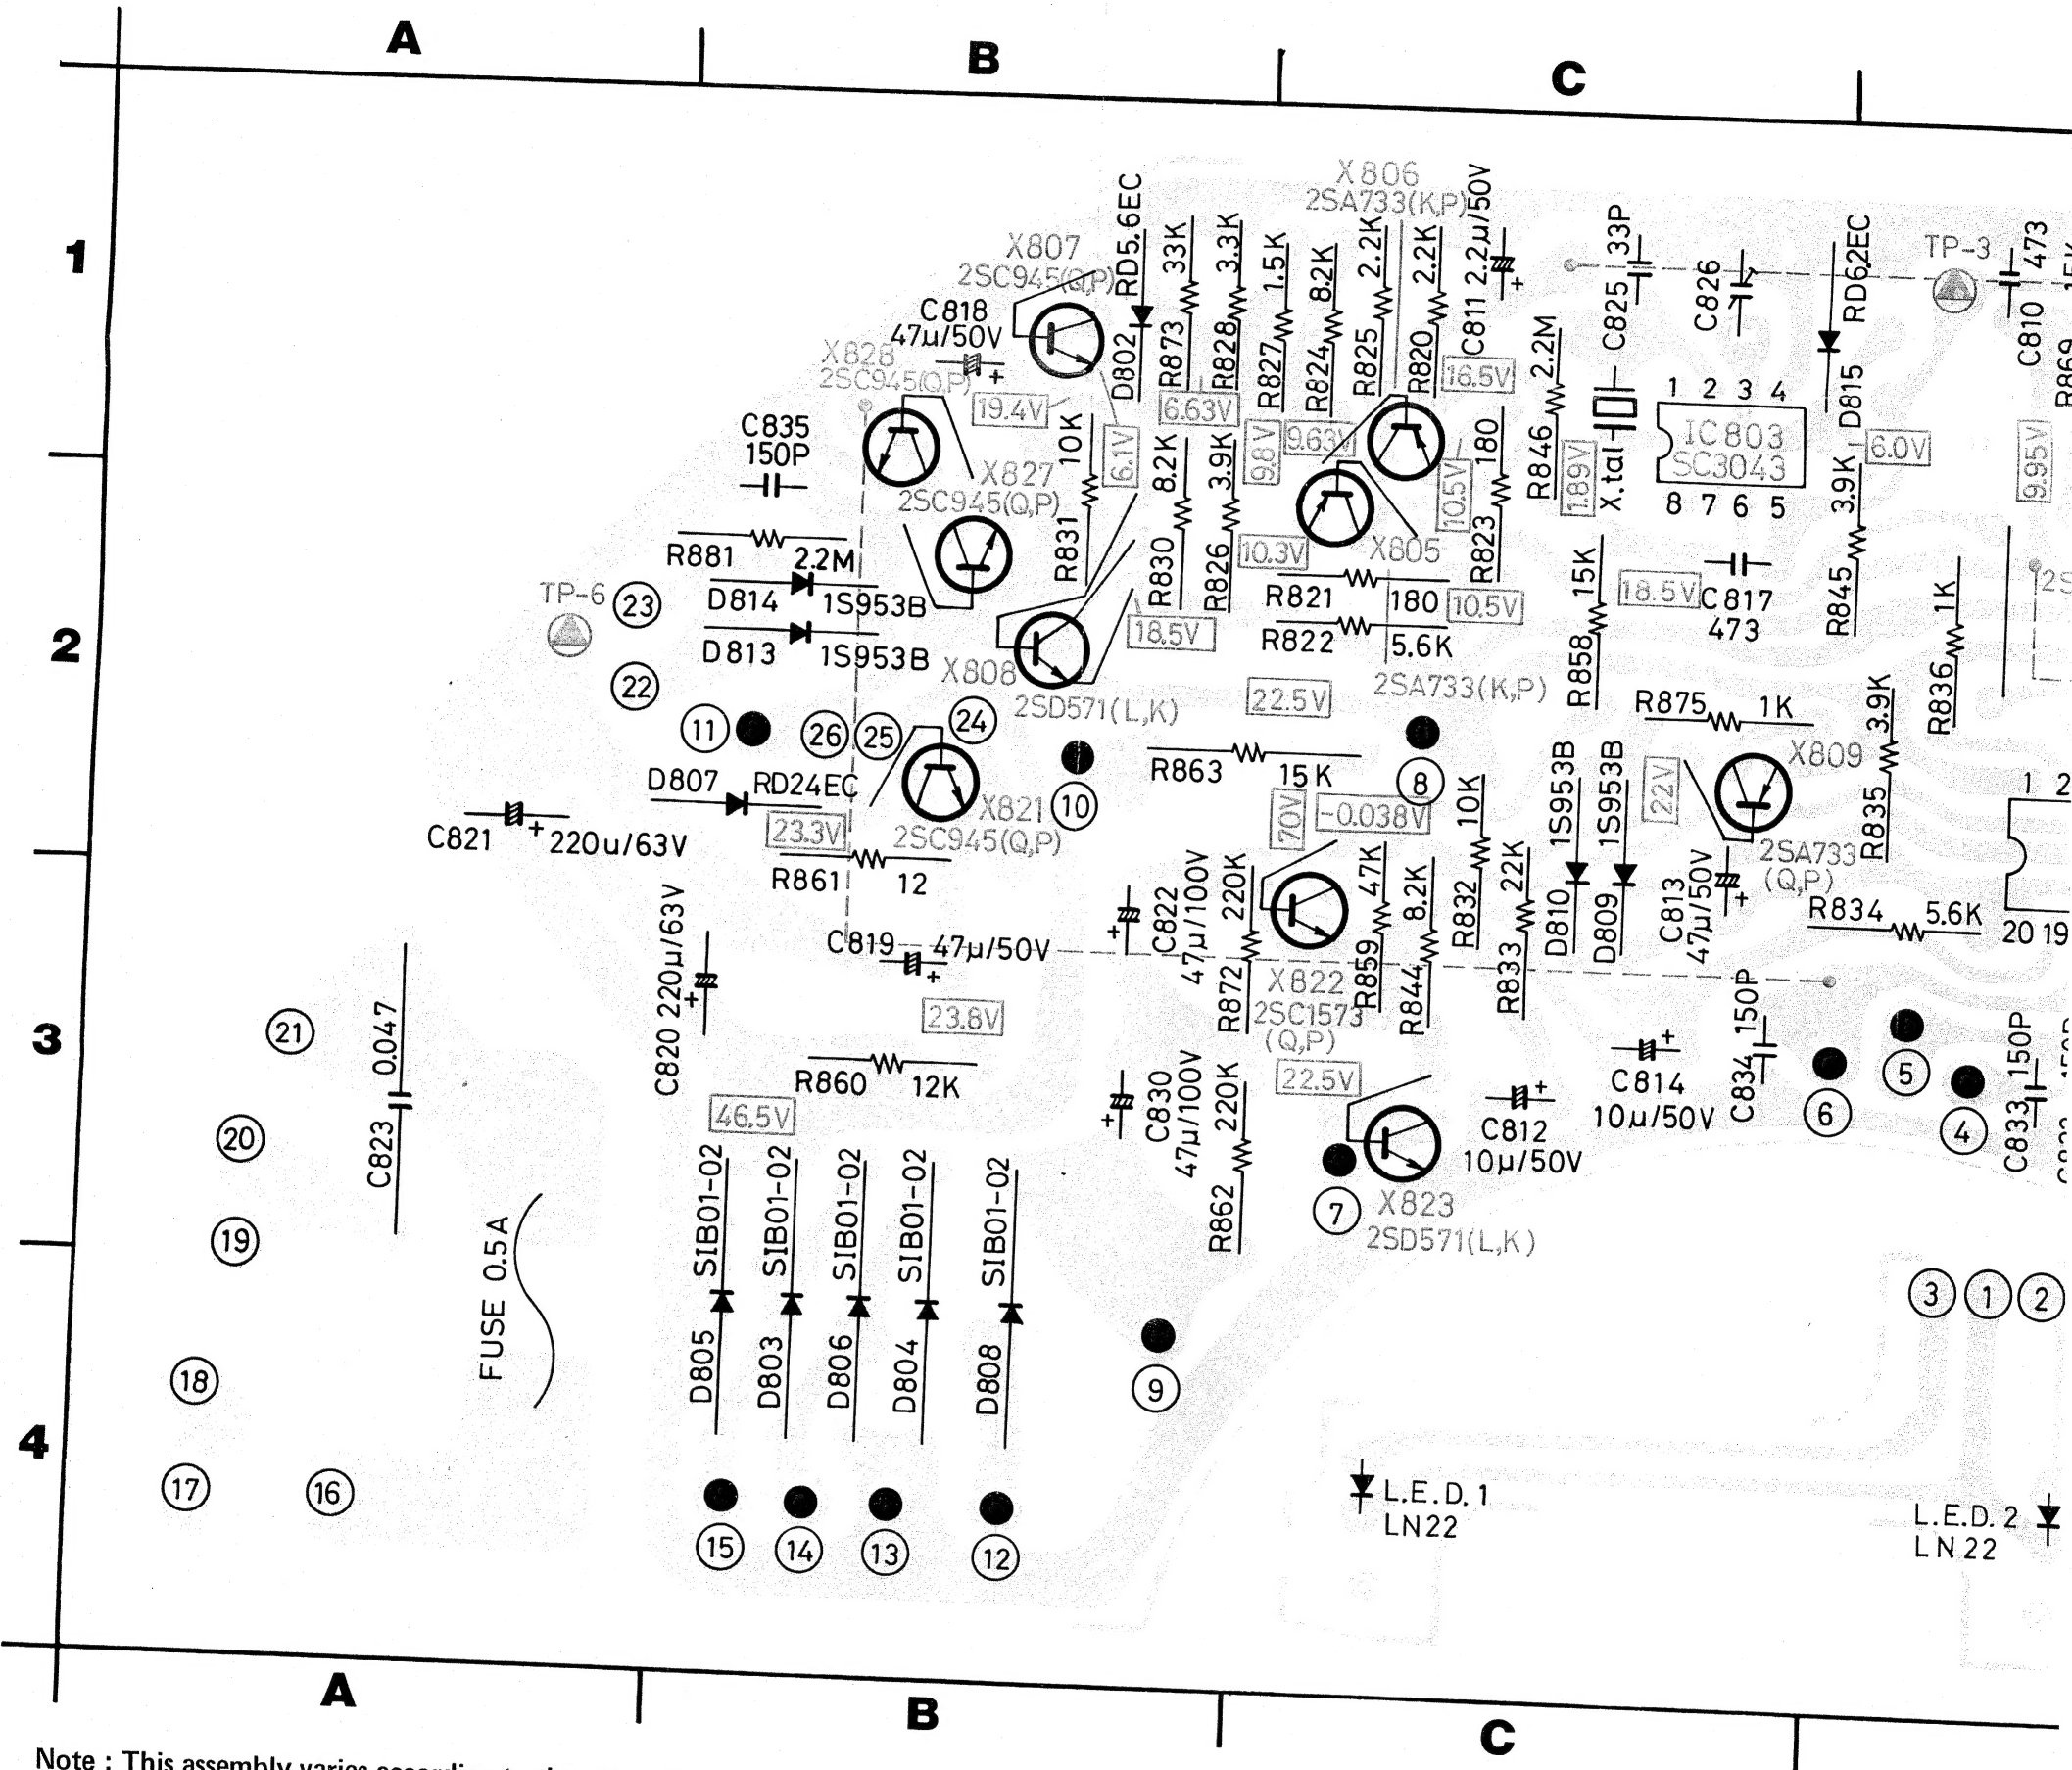 A
B
C
1
X806
2SA733(K,P)
X807
2SC945(Q,P)
C818
47μ/50V
X828
2SC945(Q,P)
19.4V
RD5.6EC
D802
33K
R873
3.3K
R828
6.63V
1.5K
R827
8.2K
R824
2.2K
R825
2.2K
R820
C811 2.2μ/50V
16.5V
33P
C825
C826
RD62EC
D815
TP-3
473
C810
R869
2.2M
R846
X.tal
1 2 3 4
IC803
SC3043
8 7 6 5
6.0V
9.95V
C835
150P
10K
R831
6.1V
8.2K
R830
3.9K
R826
9.8V
9.63V
10.5V
180
R823
1.89V
3.9K
R845
X827
2SC945(Q,P)
R881
2.2M
10.3V
X805
2
TP-6
23
D814
1S953B
D813
1S953B
X808
2SD571(L,K)
18.5V
R821
180
10.5V
R822
5.6K
2SA733(K,P)
15K
R858
18.5V
C817
473
1K
R836
22
11
26
25
24
10
22.5V
R863
15K
8
R875
1K
X809
2SA733
(Q,P)
22V
3.9K
R835
1 2
20 19
D807
RD24EC
23.3V
X821
2SC945(Q,P)
C821
220u/63V
R861
12
70V
-0.038V
10K
R832
1S953B
D810
1S953B
D809
C813
47μ/50V
R834
5.6K
3
C820 220μ/63V
C819
47μ/50V
23.8V
C822
47μ/100V
220K
R872
X822
2SC1573
(Q,P)
47K
R859
8.2K
R844
22K
R833
21
0.047
C823
R860
12K
46.5V
C830
47μ/100V
220K
R862
22.5V
C812
10μ/50V
C814
10μ/50V
150P
C834
6
5
4
150P
C833
20
19
7
X823
2SD571(L,K)
4
FUSE 0.5A
SIB01-02
D805
SIB01-02
D803
SIB01-02
D806
SIB01-02
D804
SIB01-02
D808
9
3
1
2
18
17
16
15
14
13
12
L.E.D.1
LN22
L.E.D.2
LN22
A
B
C
Note : This assembly varies